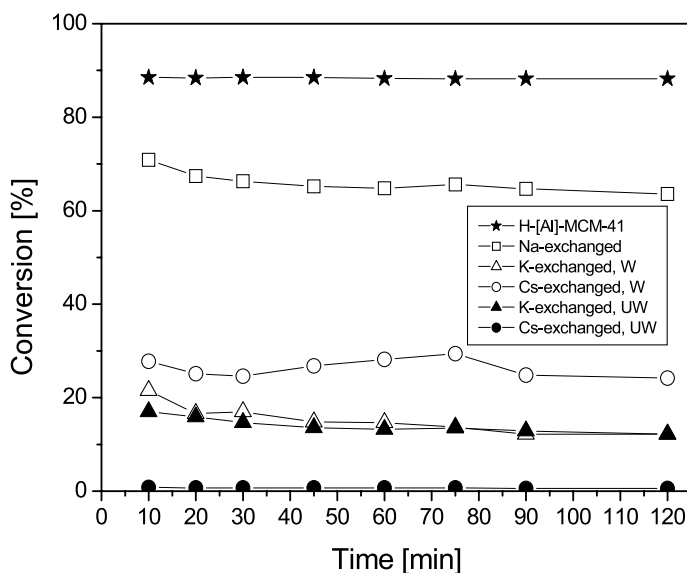 100
80
60
40
20
0
Conversion [%]
H-[Al]-MCM-41
Na-exchanged
K-exchanged, W
Cs-exchanged, W
K-exchanged, UW
Cs-exchanged, UW
0 10 20 30 40 50 60 70 80 90 100 110 120
Time [min]